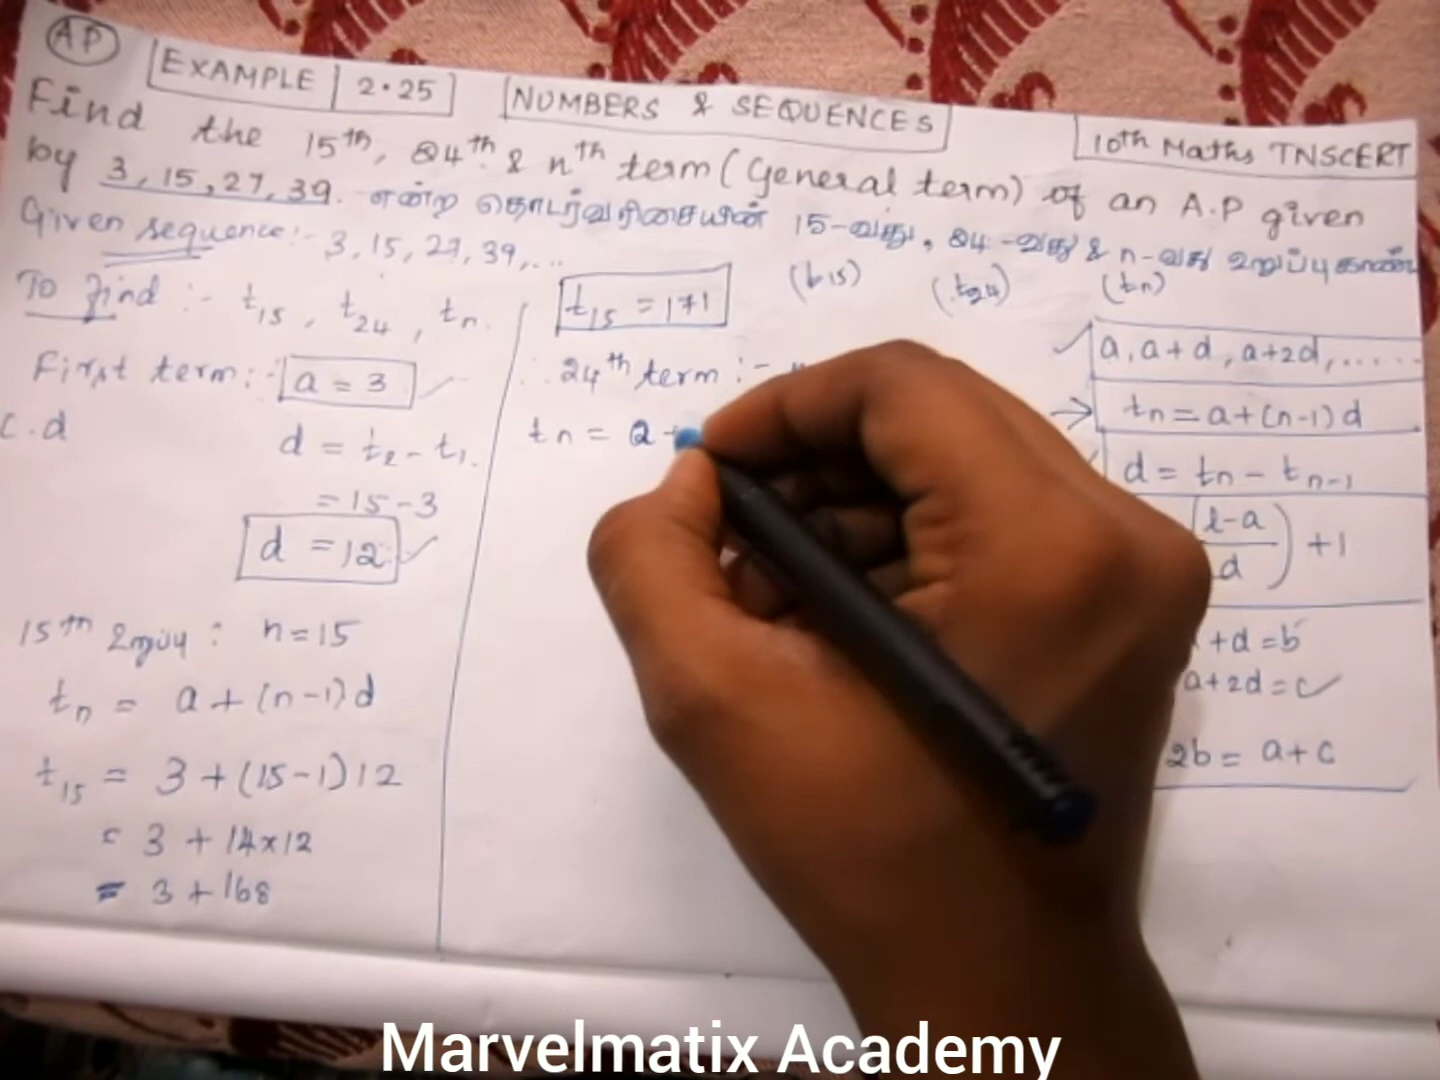 AP
EXAMPLE | 2.25
NUMBERS & SEQUENCES
10th Maths TNSCERT
Find the 15th, 24th & nth term (General term) of an A.P given
by 3, 15, 27, 39. என்ற தொடர்வரிசையின் 15-வது, 24-வது & n-வது உறுப்பு காண்
(t15) (t24) (tn)
Given sequence:- 3, 15, 27, 39, ...
To find :- t15, t24, tn.
First term:- a = 3
C.d
d = t2 - t1.
= 15 - 3
d = 12
15th உறுப்பு : n = 15
tn = a + (n-1) d
t15 = 3 + (15-1) 12
= 3 + 14 x 12
= 3 + 168
t15 = 171
∴ 24th term :-
tn = a +
a, a+d, a+2d, .....
tn = a + (n-1) d
d = tn - tn-1
(l-a/d) + 1
+d = b
a+2d = c
2b = a+c
Marvelmatix Academy